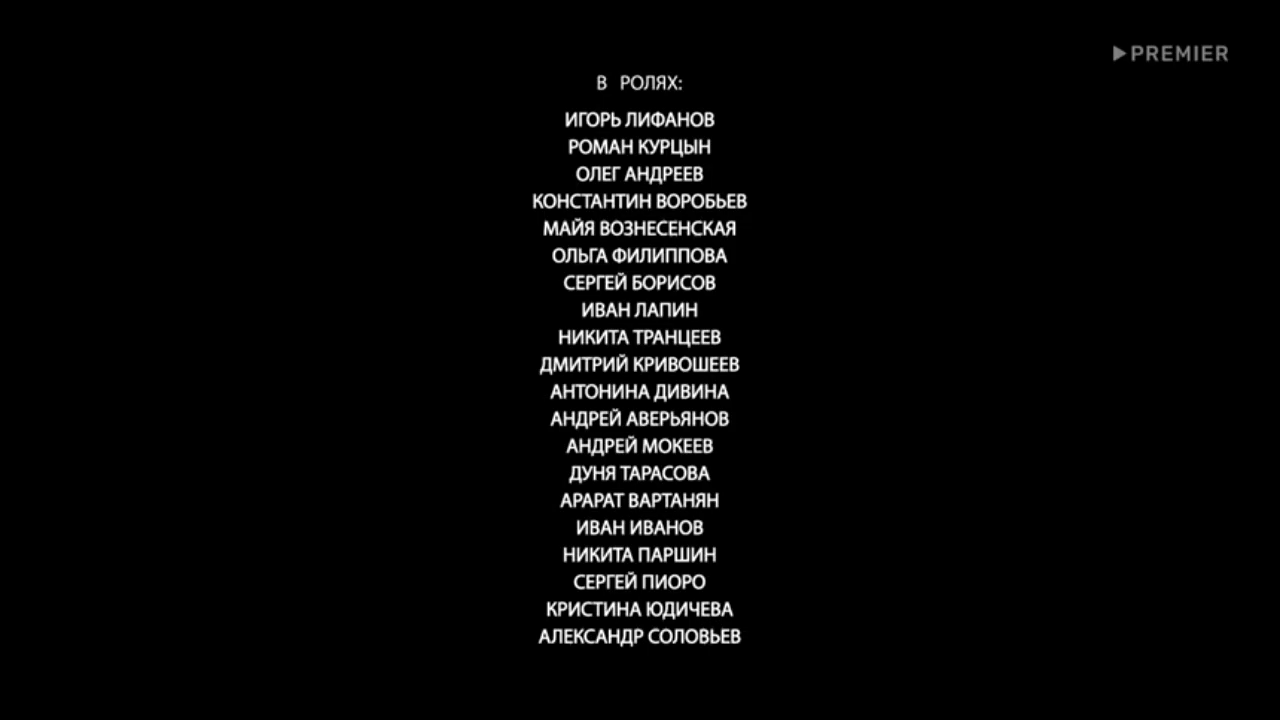 PREMIER
В РОЛЯХ:
ИГОРЬ ЛИФАНОВ
РОМАН КУРЦЫН
ОЛЕГ АНДРЕЕВ
КОНСТАНТИН ВОРОБЬЕВ
МАЙЯ ВОЗНЕСЕНСКАЯ
ОЛЬГА ФИЛИППОВА
СЕРГЕЙ БОРИСОВ
ИВАН ЛАПИН
НИКИТА ТРАНЦЕЕВ
ДМИТРИЙ КРИВОШЕЕВ
АНТОНИНА ДИВИНА
АНДРЕЙ АВЕРЬЯНОВ
АНДРЕЙ МОКЕЕВ
ДУНЯ ТАРАСОВА
АРАРАТ ВАРТАНЯН
ИВАН ИВАНОВ
НИКИТА ПАРШИН
СЕРГЕЙ ПИОРО
КРИСТИНА ЮДИЧЕВА
АЛЕКСАНДР СОЛОВЬЕВ